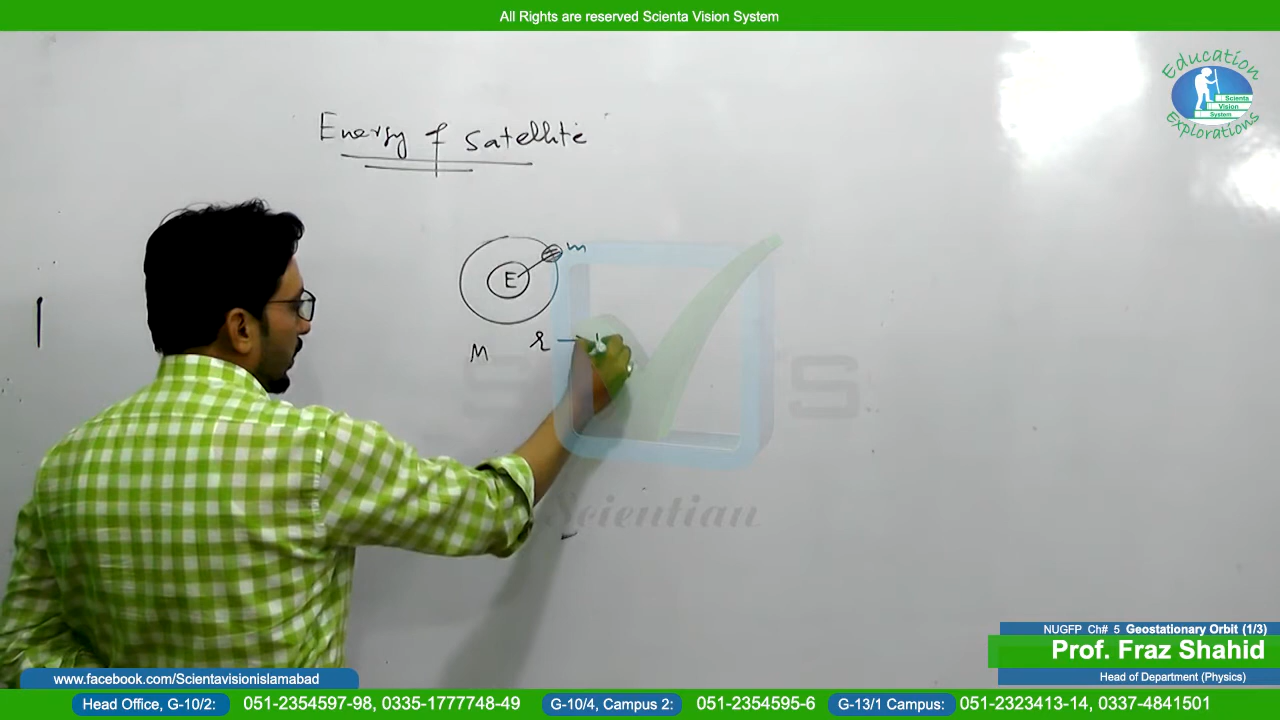 All Rights are reserved Scienta Vision System
Education
Scienta
Vision
System
Explorations
Energy of satellite
m
E
M r
S S
Scientian
NUGFP Ch# 5 Geostationary Orbit (1/3)
Prof. Fraz Shahid
Head of Department (Physics)
www.facebook.com/Scientavisionislamabad
Head Office, G-10/2: 051-2354597-98, 0335-1777748-49 G-10/4, Campus 2: 051-2354595-6 G-13/1 Campus: 051-2323413-14, 0337-4841501